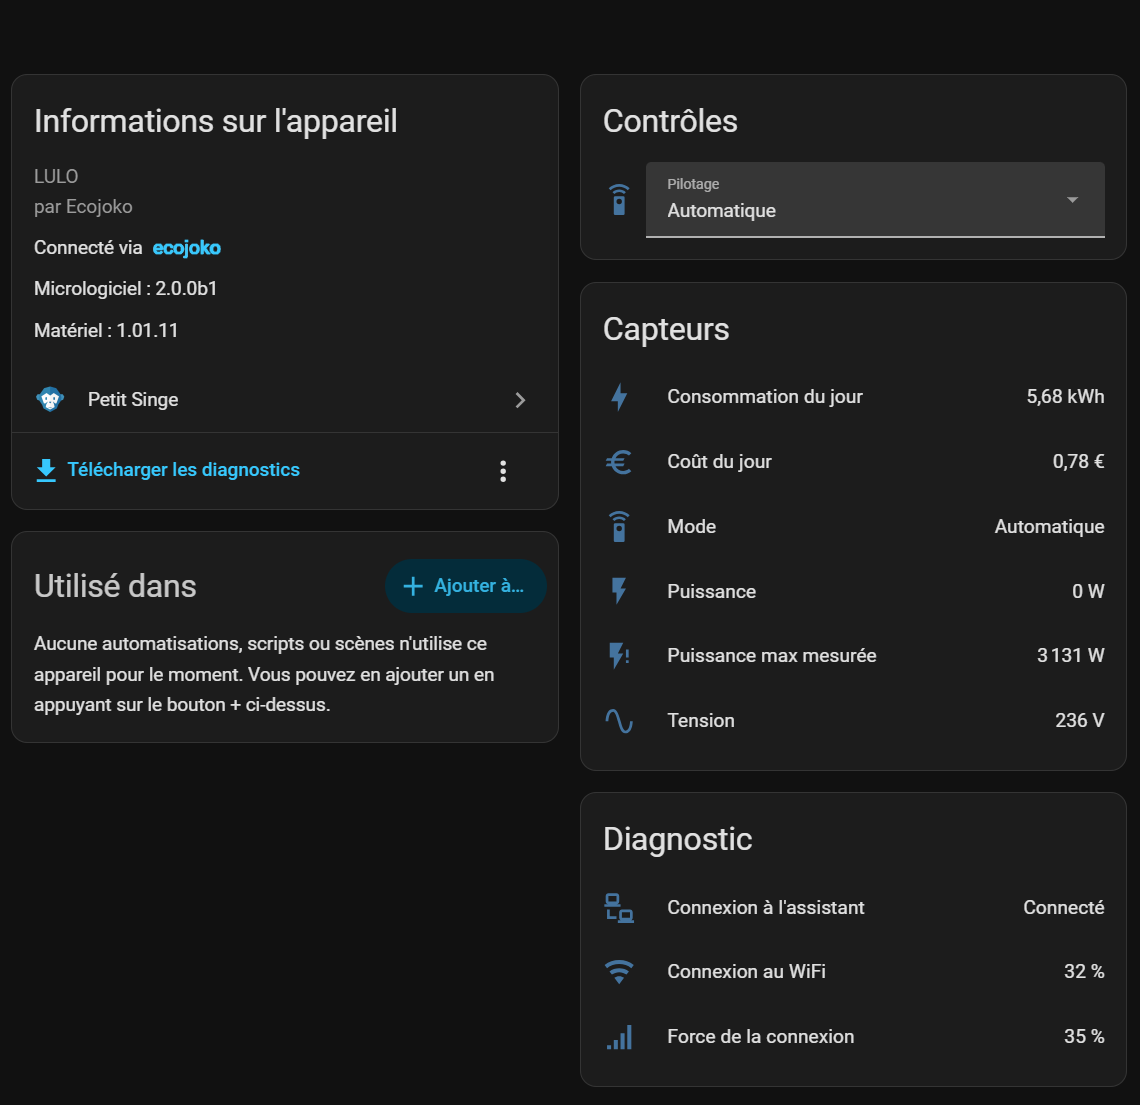 Informations sur l'appareil
LULO
par Ecojoko
Connecté via ecojoko
Micrologiciel : 2.0.0b1
Matériel : 1.01.11
Petit Singe
Télécharger les diagnostics
Utilisé dans
Ajouter à...
Aucune automatisations, scripts ou scènes n'utilise ce
appareil pour le moment. Vous pouvez en ajouter un en
appuyant sur le bouton + ci-dessus.
Contrôles
Pilotage
Automatique
Capteurs
Consommation du jour 5,68 kWh
Coût du jour 0,78 €
Mode Automatique
Puissance 0 W
Puissance max mesurée 3 131 W
Tension 236 V
Diagnostic
Connexion à l'assistant Connecté
Connexion au WiFi 32 %
Force de la connexion 35 %